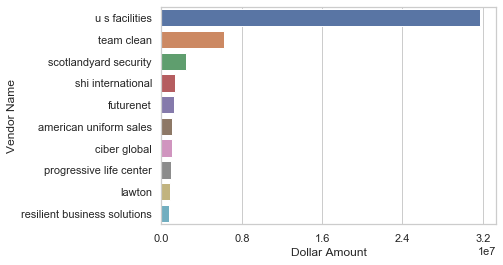 u s facilities
team clean
scotlandyard security
shi international
futurenet
american uniform sales
ciber global
progressive life center
lawton
resilient business solutions
Vendor Name
0.0 0.8 1.6 2.4 3.2
1e7
Dollar Amount